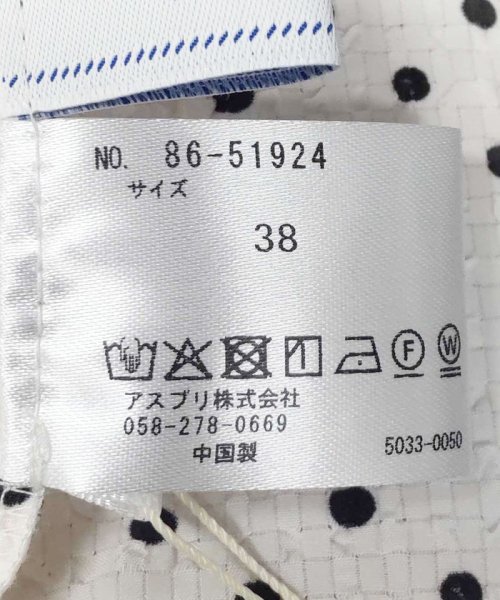 NO. 86-51924
サイズ
38
F W
アスプリ株式会社
058-278-0669
中国製
5033-0050